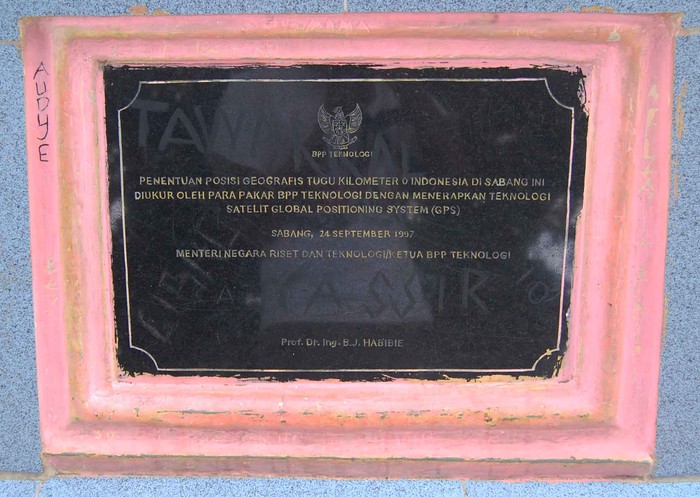 BPP TEKNOLOGI
PENENTUAN POSISI GEOGRAFIS TUGU KILOMETER 0 INDONESIA DI SABANG INI
DIUKUR OLEH PARA PAKAR BPP TEKNOLOGI DENGAN MENERAPKAN TEKNOLOGI
SATELIT GLOBAL POSITIONING SYSTEM (GPS)
SABANG, 24 SEPTEMBER 1997
MENTERI NEGARA RISET DAN TEKNOLOGI/KETUA BPP TEKNOLOGI
Prof. Dr. Ing. B.J. HABIBIE